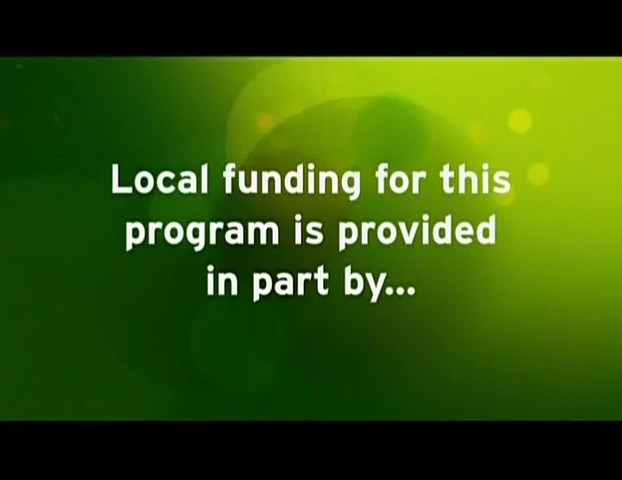 Local funding for this
program is provided
in part by...